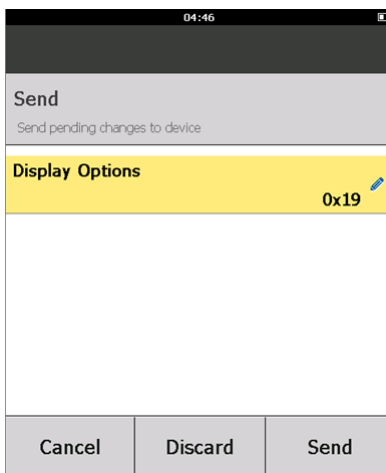 04:46
Send
Send pending changes to device
Display Options
0x19
Cancel Discard Send